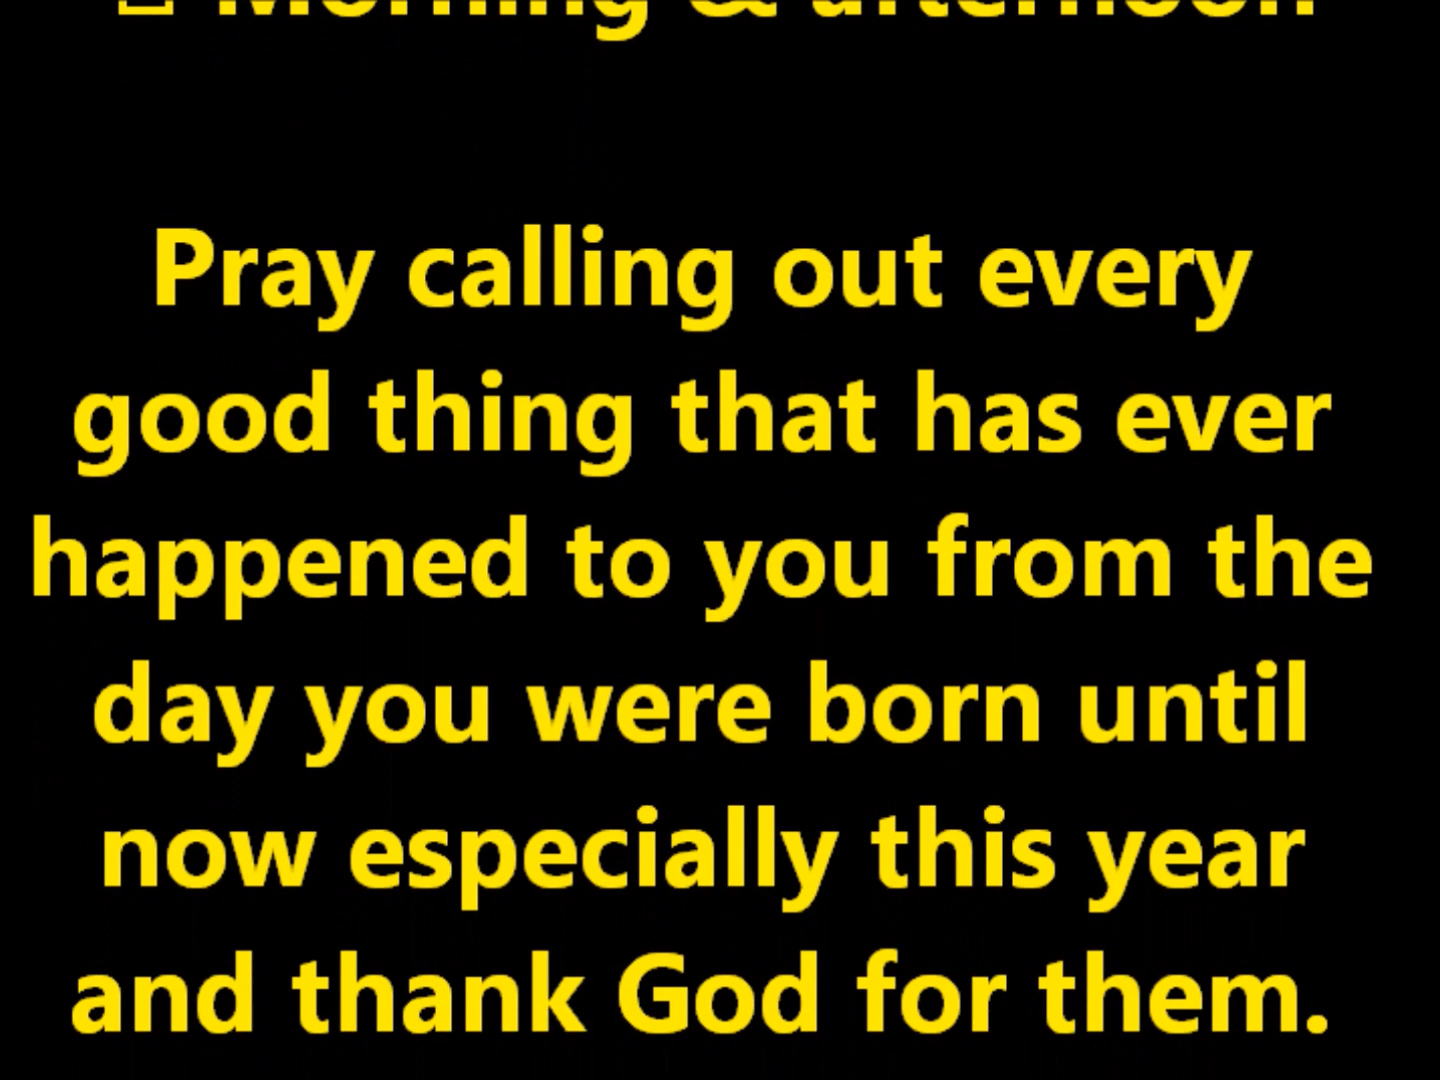 Morning & afternoon
Pray calling out every
good thing that has ever
happened to you from the
day you were born until
now especially this year
and thank God for them.